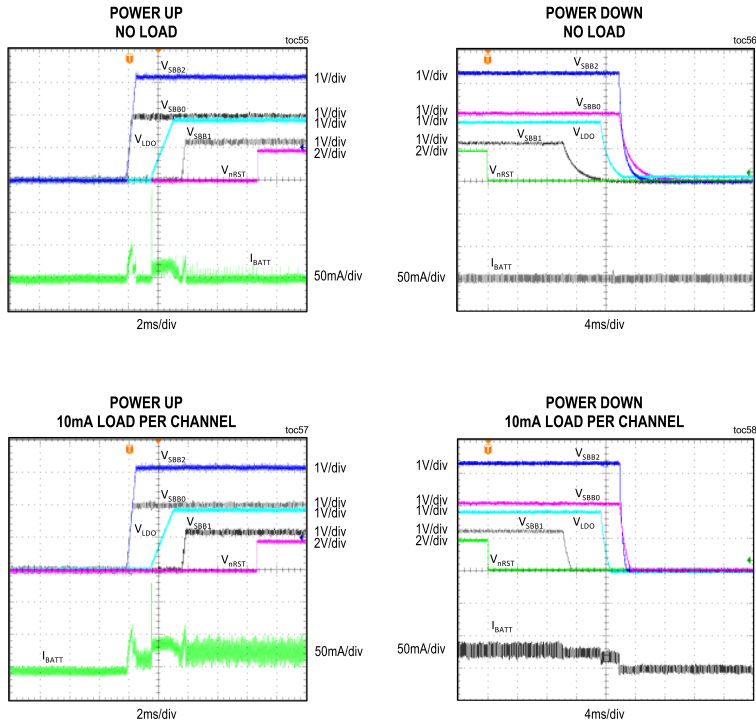 POWER UP
NO LOAD
toc55
T
VSBB2
1V/div
VSBB0
1V/div
1V/div
VLDO
VSBB1
1V/div
2V/div
VnRST
IBATT
50mA/div
2ms/div
POWER DOWN
NO LOAD
toc56
T
VSBB2
1V/div
VSBB0
1V/div
1V/div
VSBB1
VLDO
1V/div
2V/div
VnRST
IBATT
50mA/div
4ms/div
POWER UP
10mA LOAD PER CHANNEL
toc57
T
VSBB2
1V/div
VSBB0
1V/div
1V/div
VLDO
VSBB1
1V/div
2V/div
VnRST
IBATT
50mA/div
2ms/div
POWER DOWN
10mA LOAD PER CHANNEL
toc58
T
VSBB2
1V/div
VSBB0
1V/div
1V/div
VSBB1
VLDO
1V/div
2V/div
VnRST
IBATT
50mA/div
4ms/div